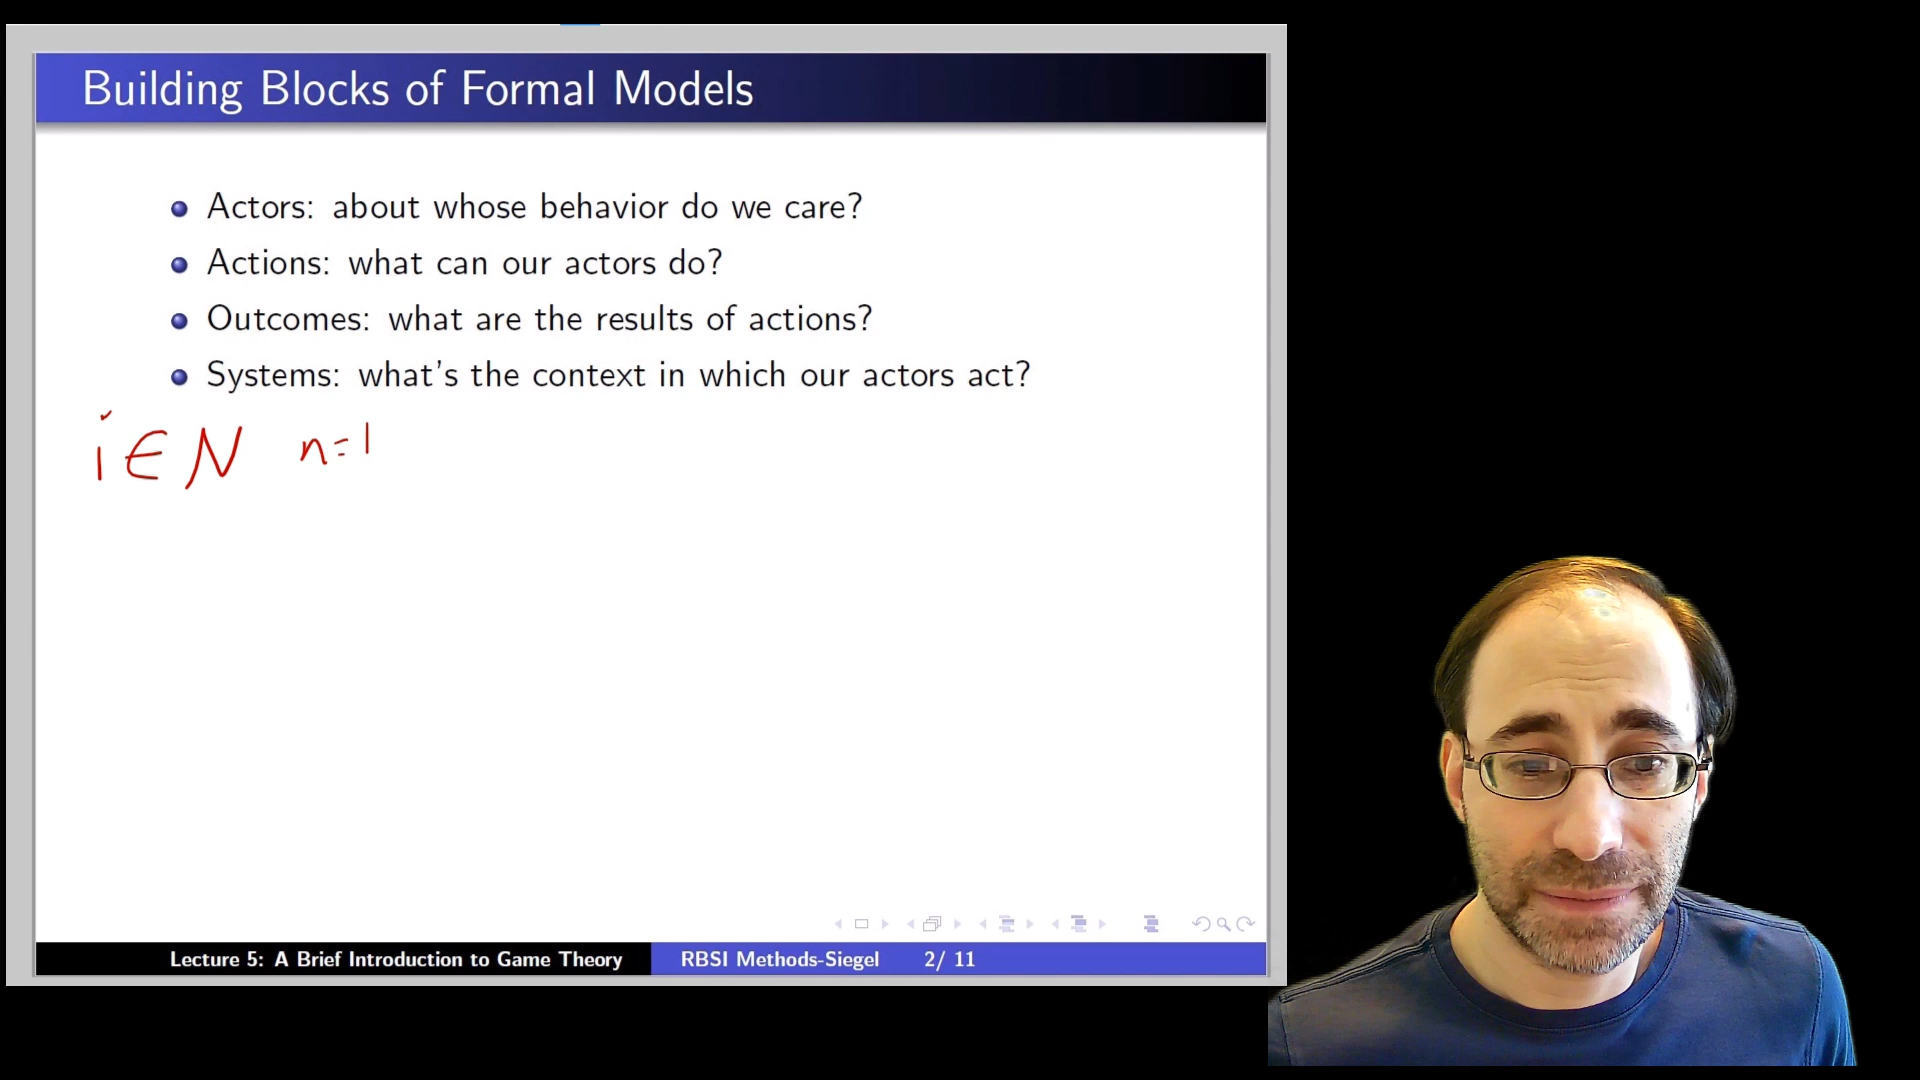 Building Blocks of Formal Models
Actors: about whose behavior do we care?
Actions: what can our actors do?
Outcomes: what are the results of actions?
Systems: what's the context in which our actors act?
i ∈ N n=1
Lecture 5: A Brief Introduction to Game Theory RBSI Methods-Siegel 2/ 11